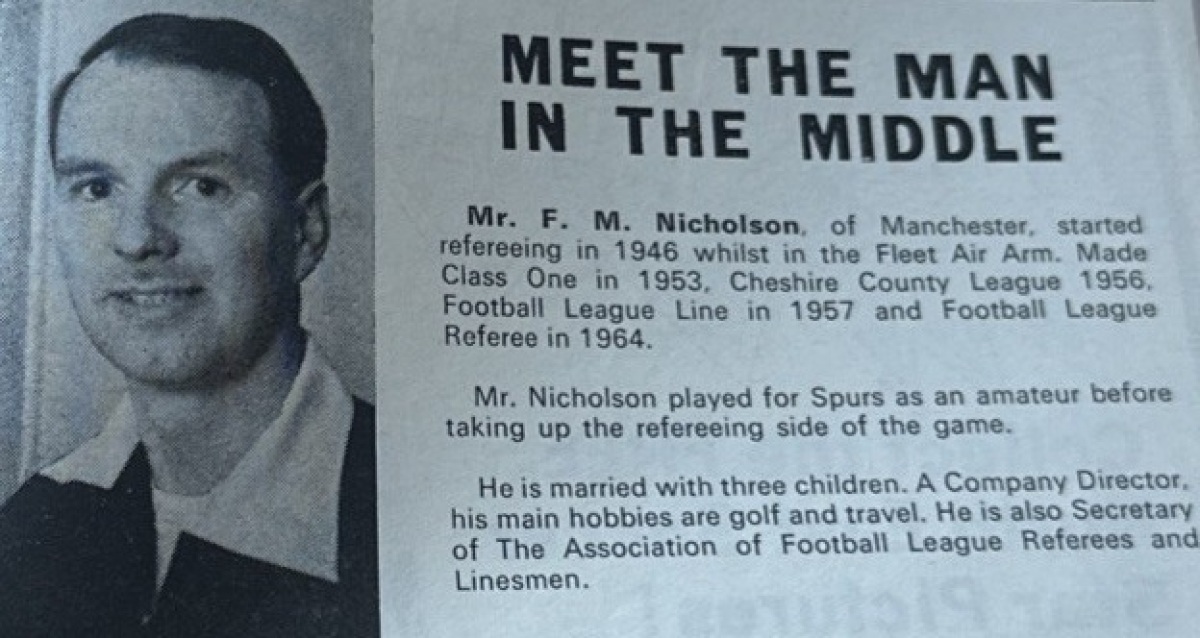 MEET THE MAN
IN THE MIDDLE
Mr. F. M. Nicholson, of Manchester, started
refereeing in 1946 whilst in the Fleet Air Arm. Made
Class One in 1953, Cheshire County League 1956,
Football League Line in 1957 and Football League
Referee in 1964.
Mr. Nicholson played for Spurs as an amateur before
taking up the refereeing side of the game.
He is married with three children. A Company Director,
his main hobbies are golf and travel. He is also Secretary
of The Association of Football League Referees and
Linesmen.